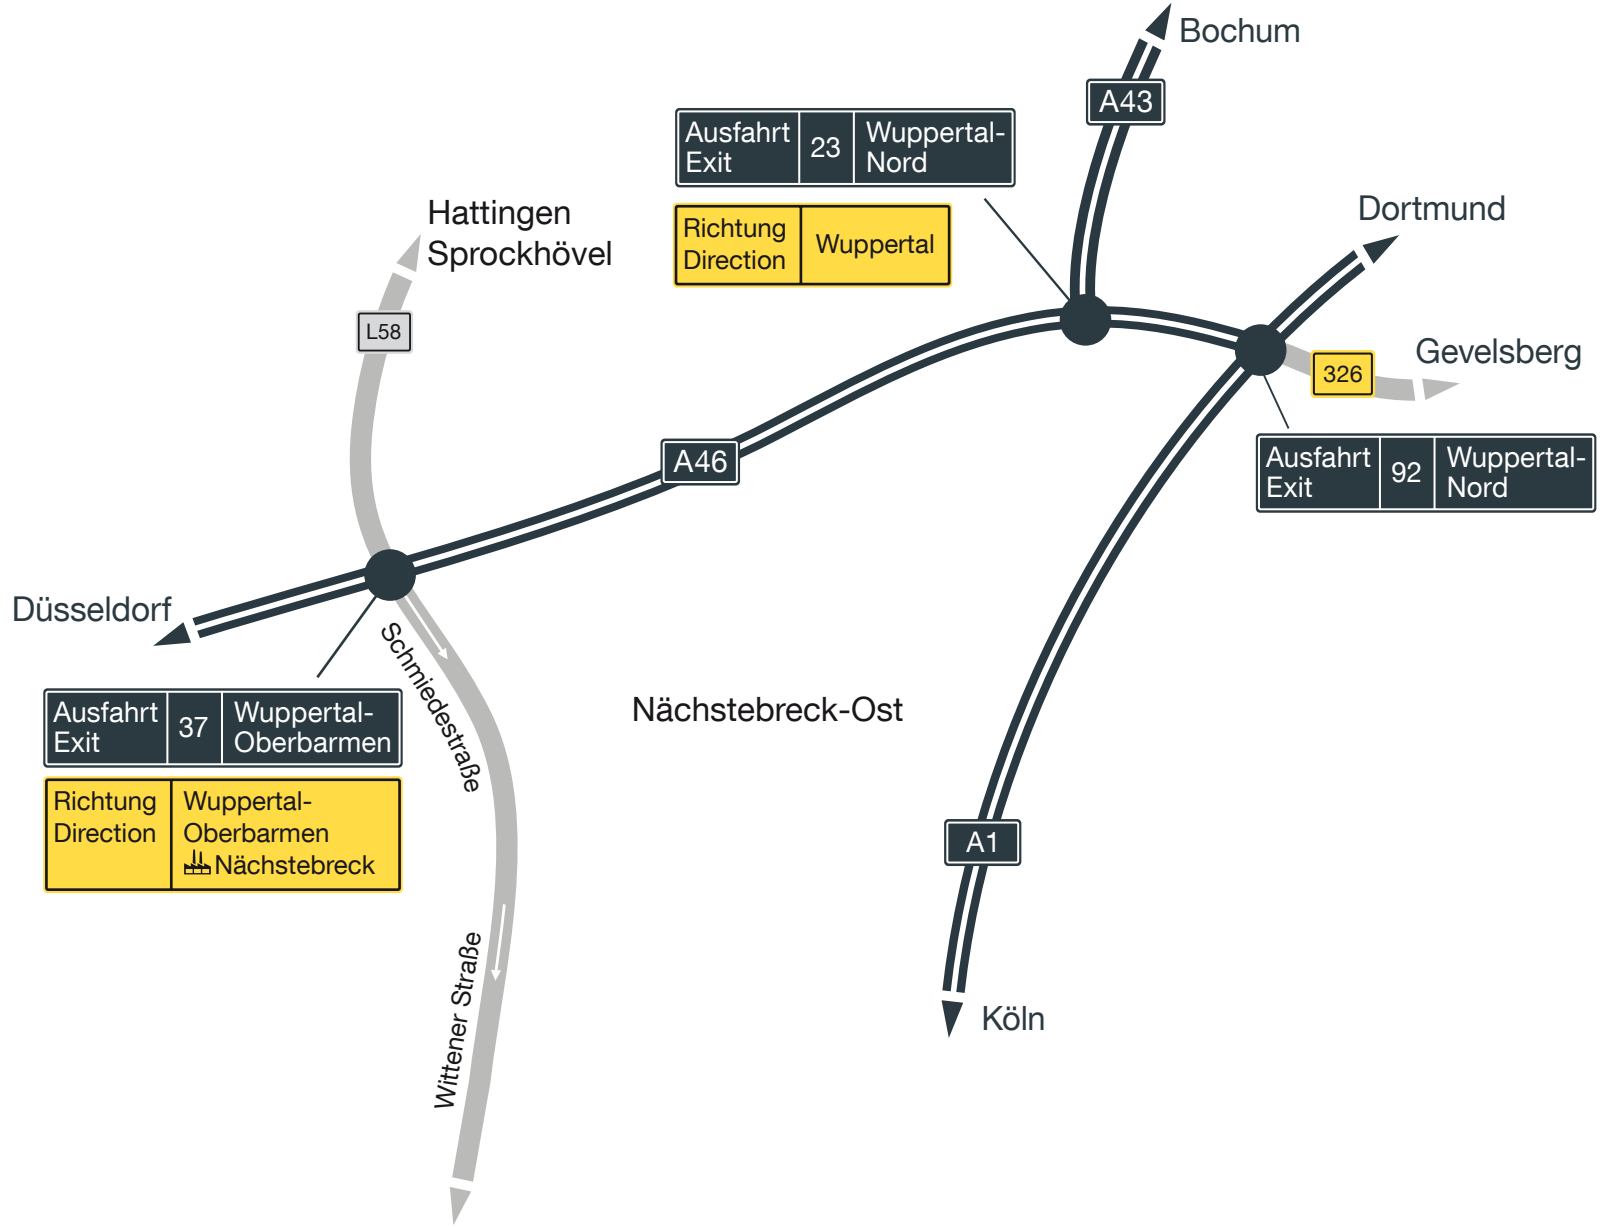 Bochum
A43
Ausfahrt
Exit
23
Wuppertal-
Nord
Richtung
Direction
Wuppertal
Hattingen
Sprockhövel
L58
Dortmund
Gevelsberg
326
A46
Ausfahrt
Exit
92
Wuppertal-
Nord
Düsseldorf
Schmiedestraße
Ausfahrt
Exit
37
Wuppertal-
Oberbarmen
Richtung
Direction
Wuppertal-
Oberbarmen
Nächstebreck
Nächstebreck-Ost
A1
Wittener Straße
Köln